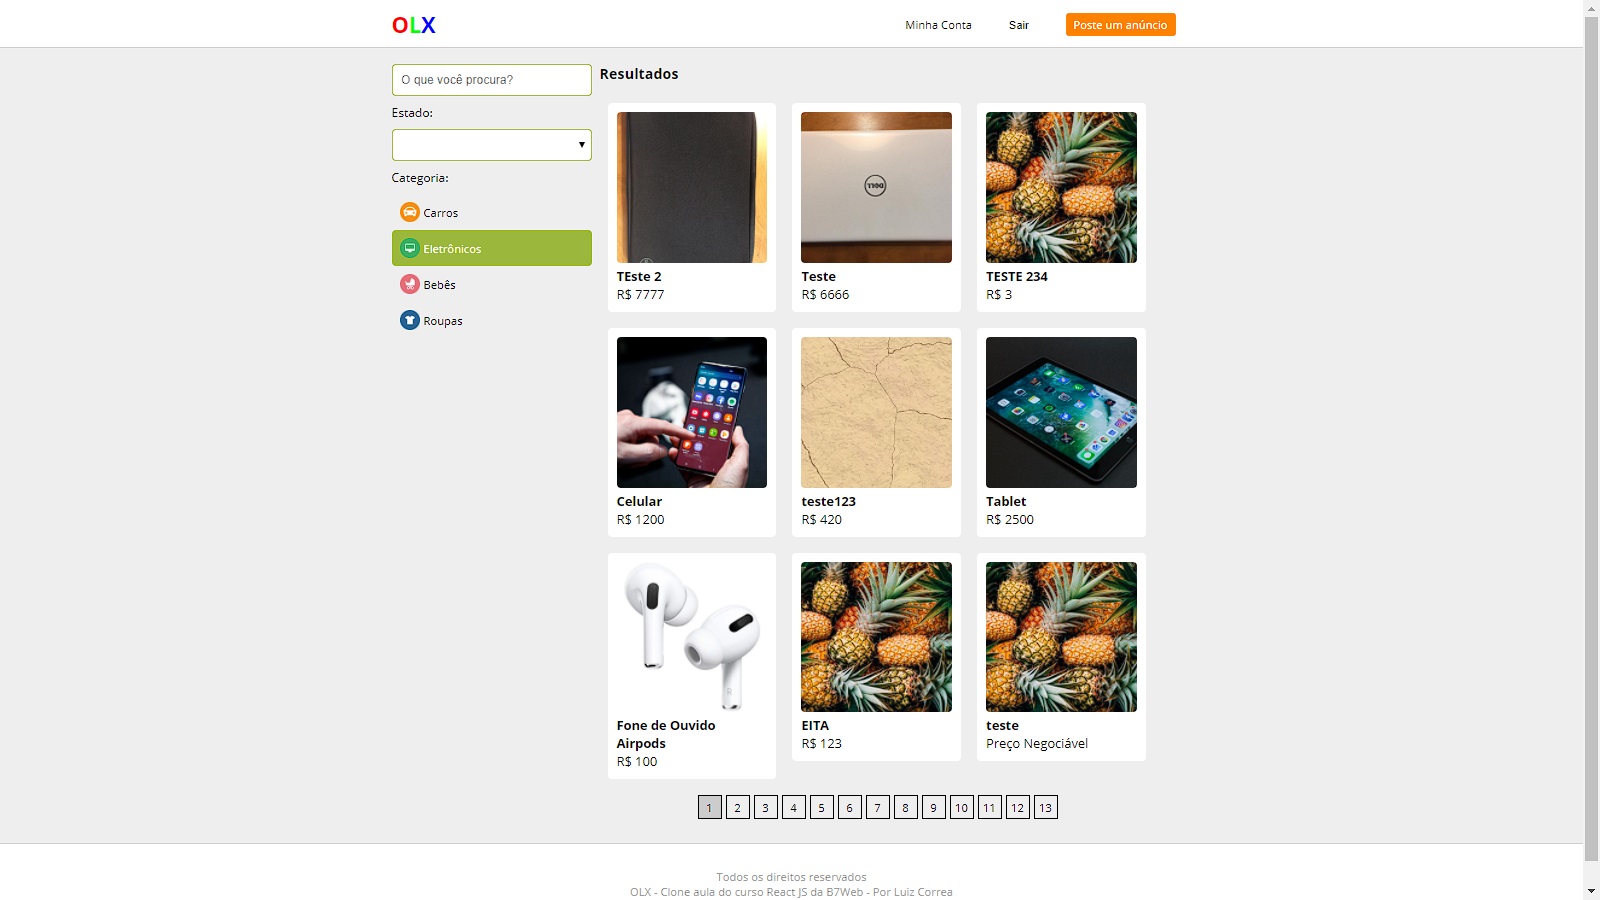 OLX
Minha Conta
Sair
Poste um anúncio
O que você procura?
Estado:
Categoria:
Carros
Eletrônicos
Bebês
Roupas
Resultados
DELL
TEste 2
R$ 7777
Teste
R$ 6666
TESTE 234
R$ 3
Celular
R$ 1200
teste123
R$ 420
Tablet
R$ 2500
Fone de Ouvido
Airpods
R$ 100
EITA
R$ 123
teste
Preço Negociável
1 2 3 4 5 6 7 8 9 10 11 12 13
Todos os direitos reservados
OLX - Clone aula do curso React JS da B7Web - Por Luiz Correa